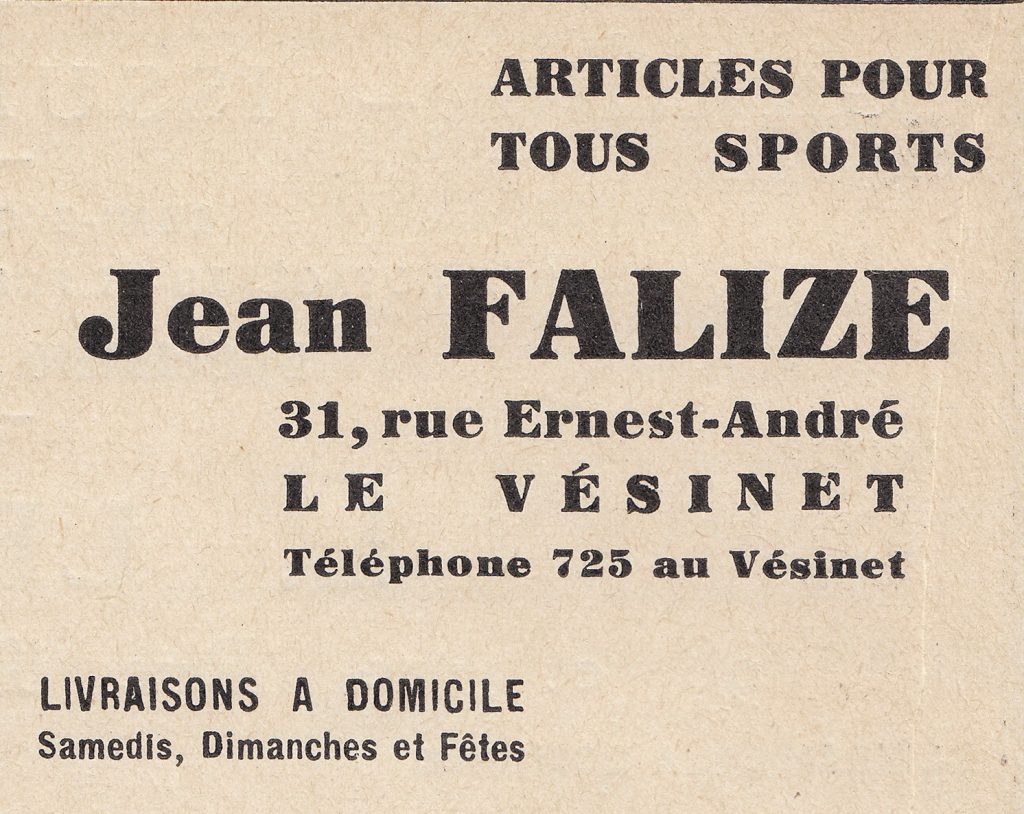 ARTICLES POUR
TOUS SPORTS
Jean FALIZE
31, rue Ernest-André
LE VÉSINET
Téléphone 725 au Vésinet
LIVRAISONS A DOMICILE
Samedis, Dimanches et Fêtes